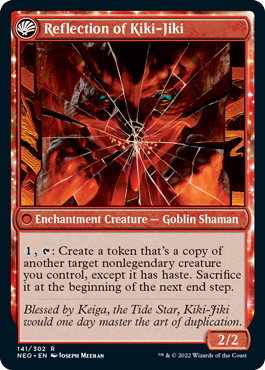 Reflection of Kiki-Jiki
Enchantment Creature — Goblin Shaman
1, : Create a token that's a copy of
another target nonlegendary creature
you control, except it has haste. Sacrifice
it at the beginning of the next end step.
Blessed by Keiga, the Tide Star, Kiki-Jiki
would one day master the art of duplication.
2/2
141/302 R
NEO • EN Joseph Meehan
™ & © 2022 Wizards of the Coast